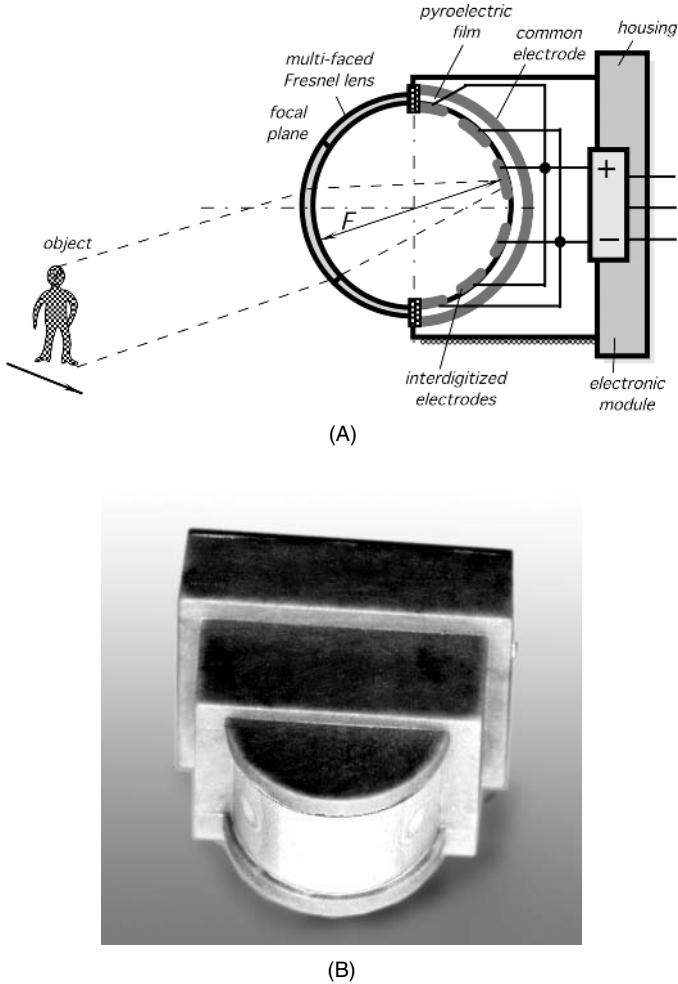 pyroelectric
film
common
electrode
housing
multi-faced
Fresnel lens
focal
plane
+
F
object
−
interdigitized
electrodes
electronic
module
(A)
(B)